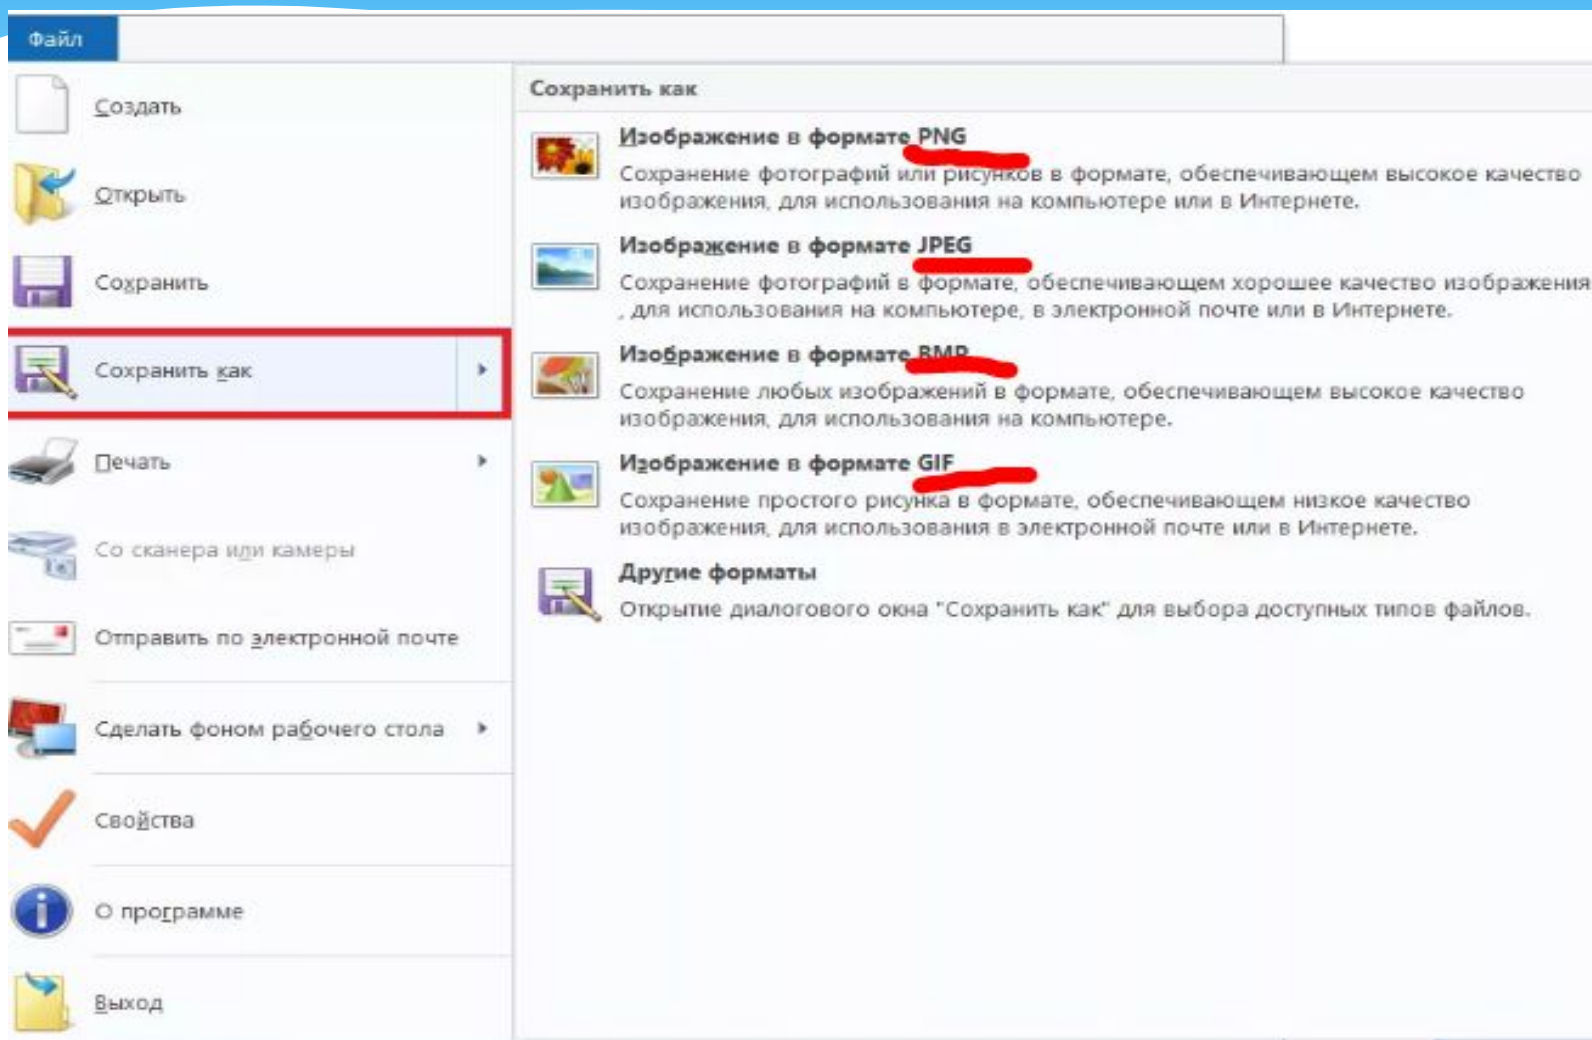 Файл
Создать
Открыть
Сохранить
Сохранить как
Печать
Со сканера или камеры
Отправить по электронной почте
Сделать фоном рабочего стола
Свойства
О программе
Выход
Сохранить как
Изображение в формате PNG
Сохранение фотографий или рисунков в формате, обеспечивающем высокое качество
изображения, для использования на компьютере или в Интернете.
Изображение в формате JPEG
Сохранение фотографий в формате, обеспечивающем хорошее качество изображения
, для использования на компьютере, в электронной почте или в Интернете.
Изображение в формате BMP
Сохранение любых изображений в формате, обеспечивающем высокое качество
изображения, для использования на компьютере.
Изображение в формате GIF
Сохранение простого рисунка в формате, обеспечивающем низкое качество
изображения, для использования в электронной почте или в Интернете.
Другие форматы
Открытие диалогового окна "Сохранить как" для выбора доступных типов файлов.